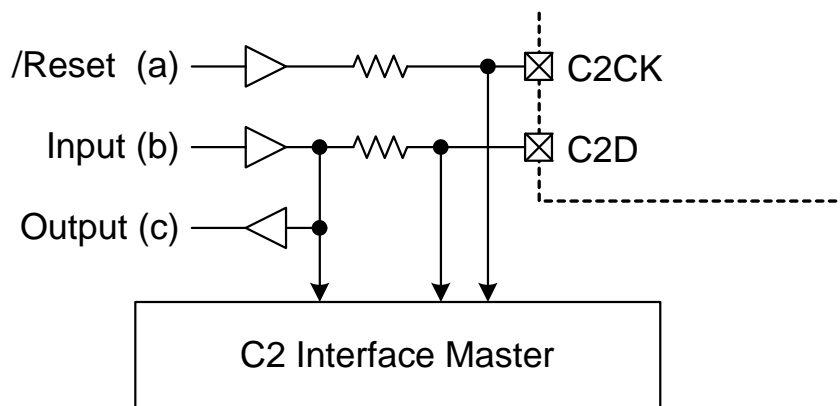 /Reset (a)
C2CK
Input (b)
C2D
Output (c)
C2 Interface Master